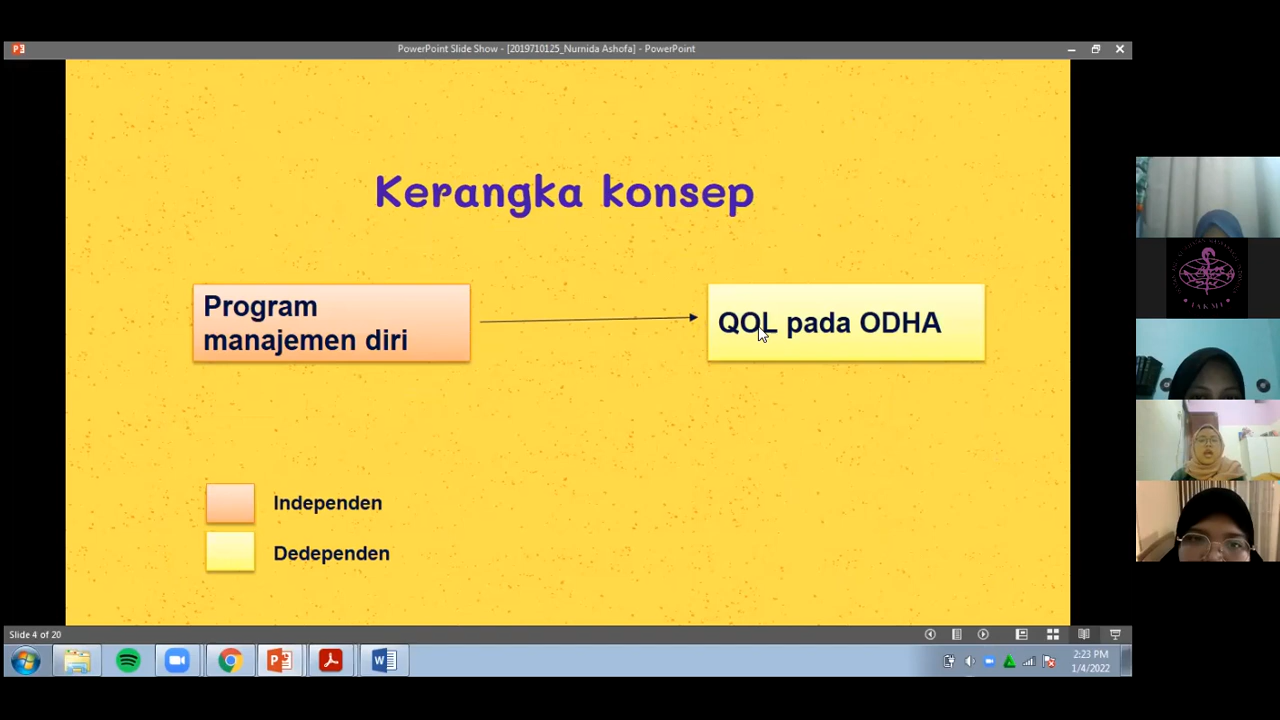 PowerPoint Slide Show - [2019710125_Nurnida Ashofa] - PowerPoint
Kerangka konsep
Program
manajemen diri
QOL pada ODHA
Independen
Dedependen
Slide 4 of 20
2:23 PM
1/4/2022